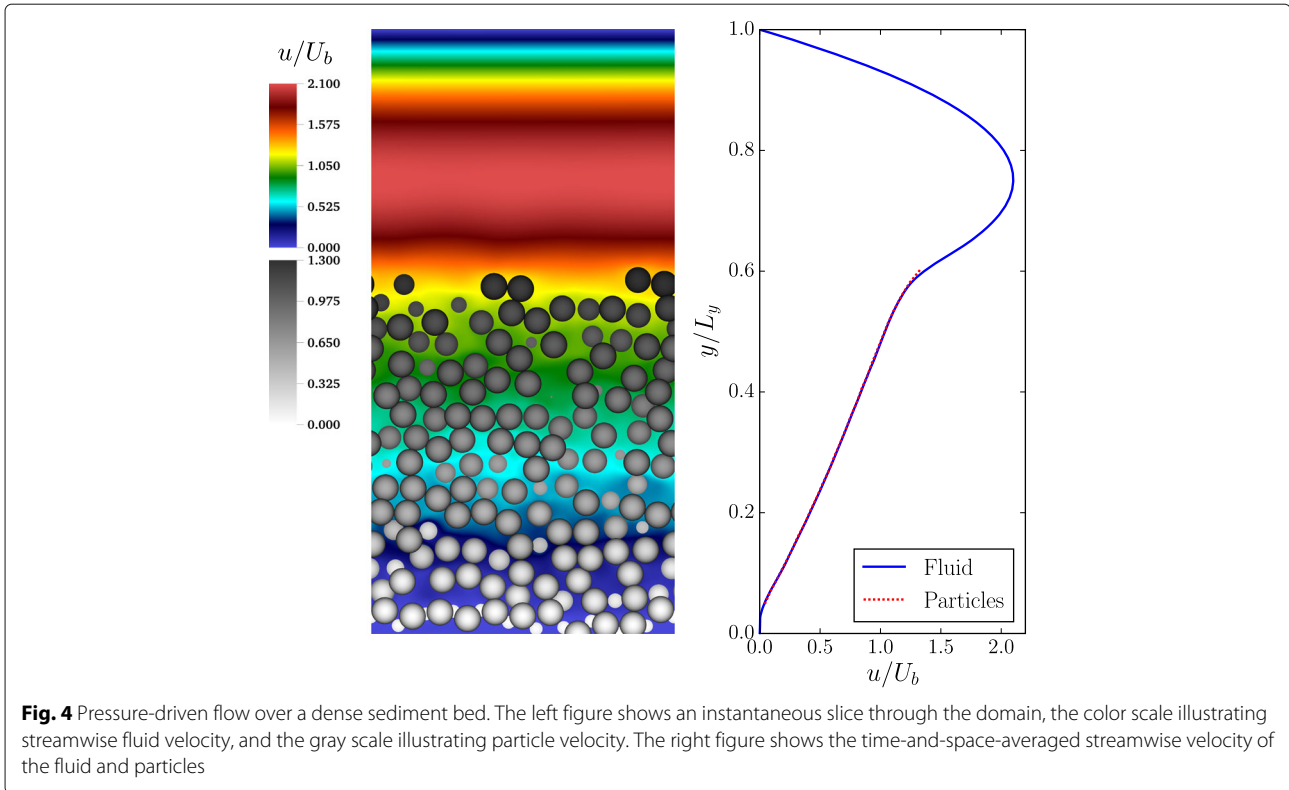 u/U_b
2.100
1.575
1.050
0.525
0.000
1.300
0.975
0.650
0.325
0.000
1.0
0.8
0.6
0.4
0.2
0.0
y/L_y
Fluid
Particles
0.0 0.5 1.0 1.5 2.0
u/U_b
Fig. 4 Pressure-driven flow over a dense sediment bed. The left figure shows an instantaneous slice through the domain, the color scale illustrating
streamwise fluid velocity, and the gray scale illustrating particle velocity. The right figure shows the time-and-space-averaged streamwise velocity of
the fluid and particles